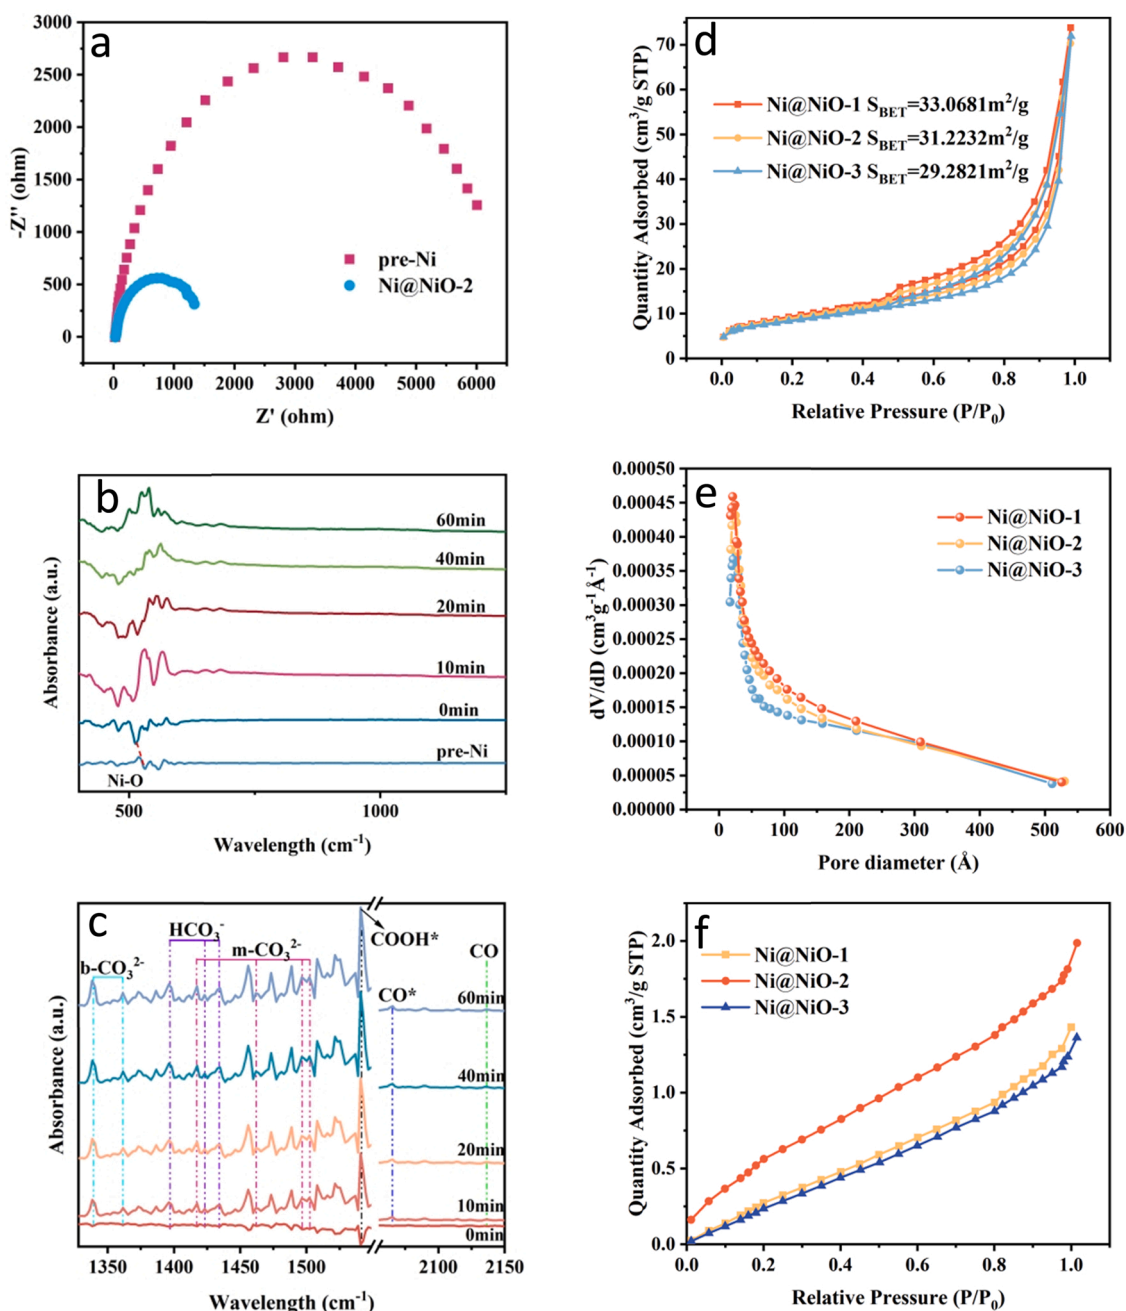 a
3000
2500
2000
1500
1000
500
0
-Z'' (ohm)
pre-Ni
Ni@NiO-2
0 1000 2000 3000 4000 5000 6000
Z' (ohm)
d
70
60
50
40
30
20
10
0
Quantity Adsorbed (cm³/g STP)
Ni@NiO-1 S_BET=33.0681m²/g
Ni@NiO-2 S_BET=31.2232m²/g
Ni@NiO-3 S_BET=29.2821m²/g
0.0 0.2 0.4 0.6 0.8 1.0
Relative Pressure (P/P₀)
b
Absorbance (a.u.)
60min
40min
20min
10min
0min
pre-Ni
Ni-O
500 1000
Wavelength (cm⁻¹)
e
0.00050
0.00045
0.00040
0.00035
0.00030
0.00025
0.00020
0.00015
0.00010
0.00005
0.00000
dV/dD (cm³g⁻¹Å⁻¹)
Ni@NiO-1
Ni@NiO-2
Ni@NiO-3
0 100 200 300 400 500 600
Pore diameter (Å)
c
Absorbance (a.u.)
HCO₃⁻
COOH*
m-CO₃²⁻
CO
b-CO₃²⁻
CO*
60min
40min
20min
10min
0min
1350 1400 1450 1500 2100 2150
Wavelength (cm⁻¹)
f
2.0
1.5
1.0
0.5
0.0
Quantity Adsorbed (cm³/g STP)
Ni@NiO-1
Ni@NiO-2
Ni@NiO-3
0.0 0.2 0.4 0.6 0.8 1.0
Relative Pressure (P/P₀)